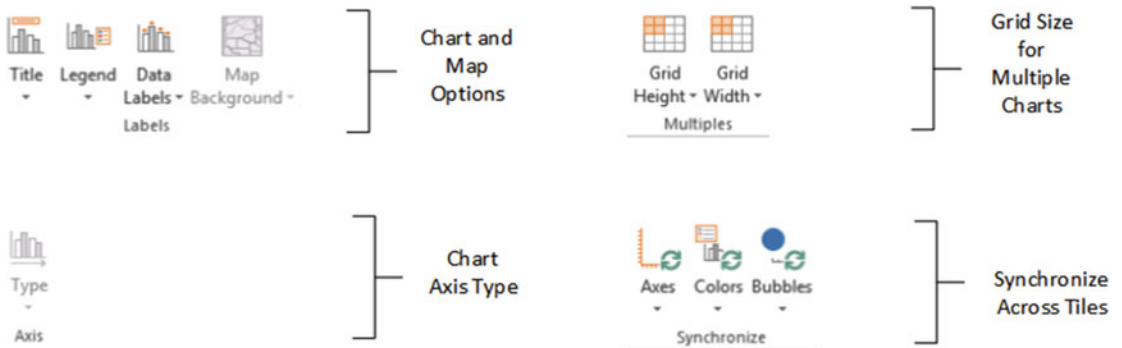 Title
Legend
Data
Labels
Map
Background
Labels
Chart and
Map
Options
Grid
Height
Grid
Width
Multiples
Grid Size
for
Multiple
Charts
Type
Axis
Chart
Axis Type
Axes
Colors
Bubbles
Synchronize
Synchronize
Across Tiles